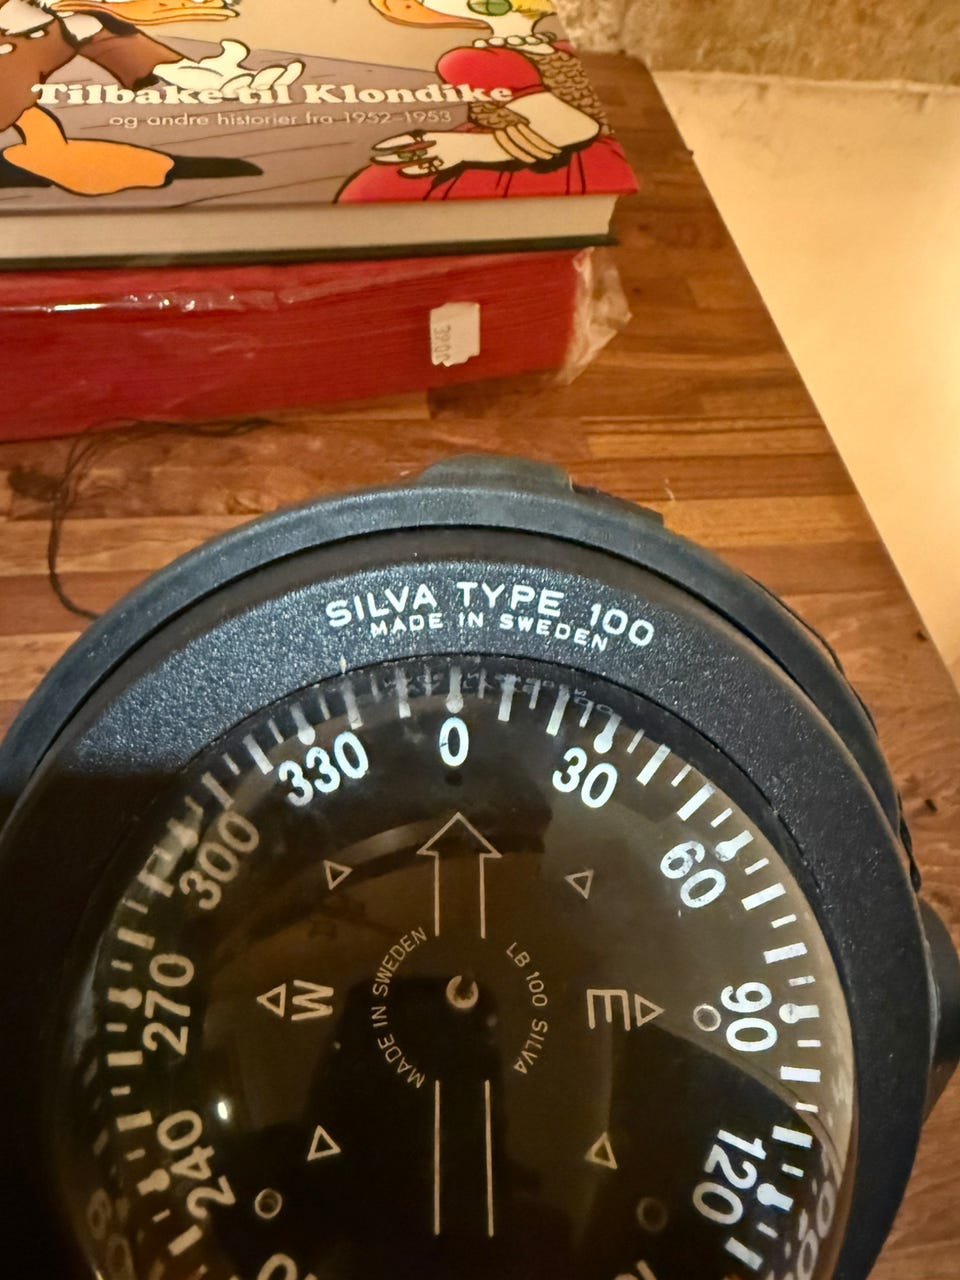 Tilbake til Klondike
og andre historier fra 1952-1953
SILVA TYPE 100
MADE IN SWEDEN
330 0 30
300 60
270 W E 90
MADE IN SWEDEN
LB 100 SILVA
240 120